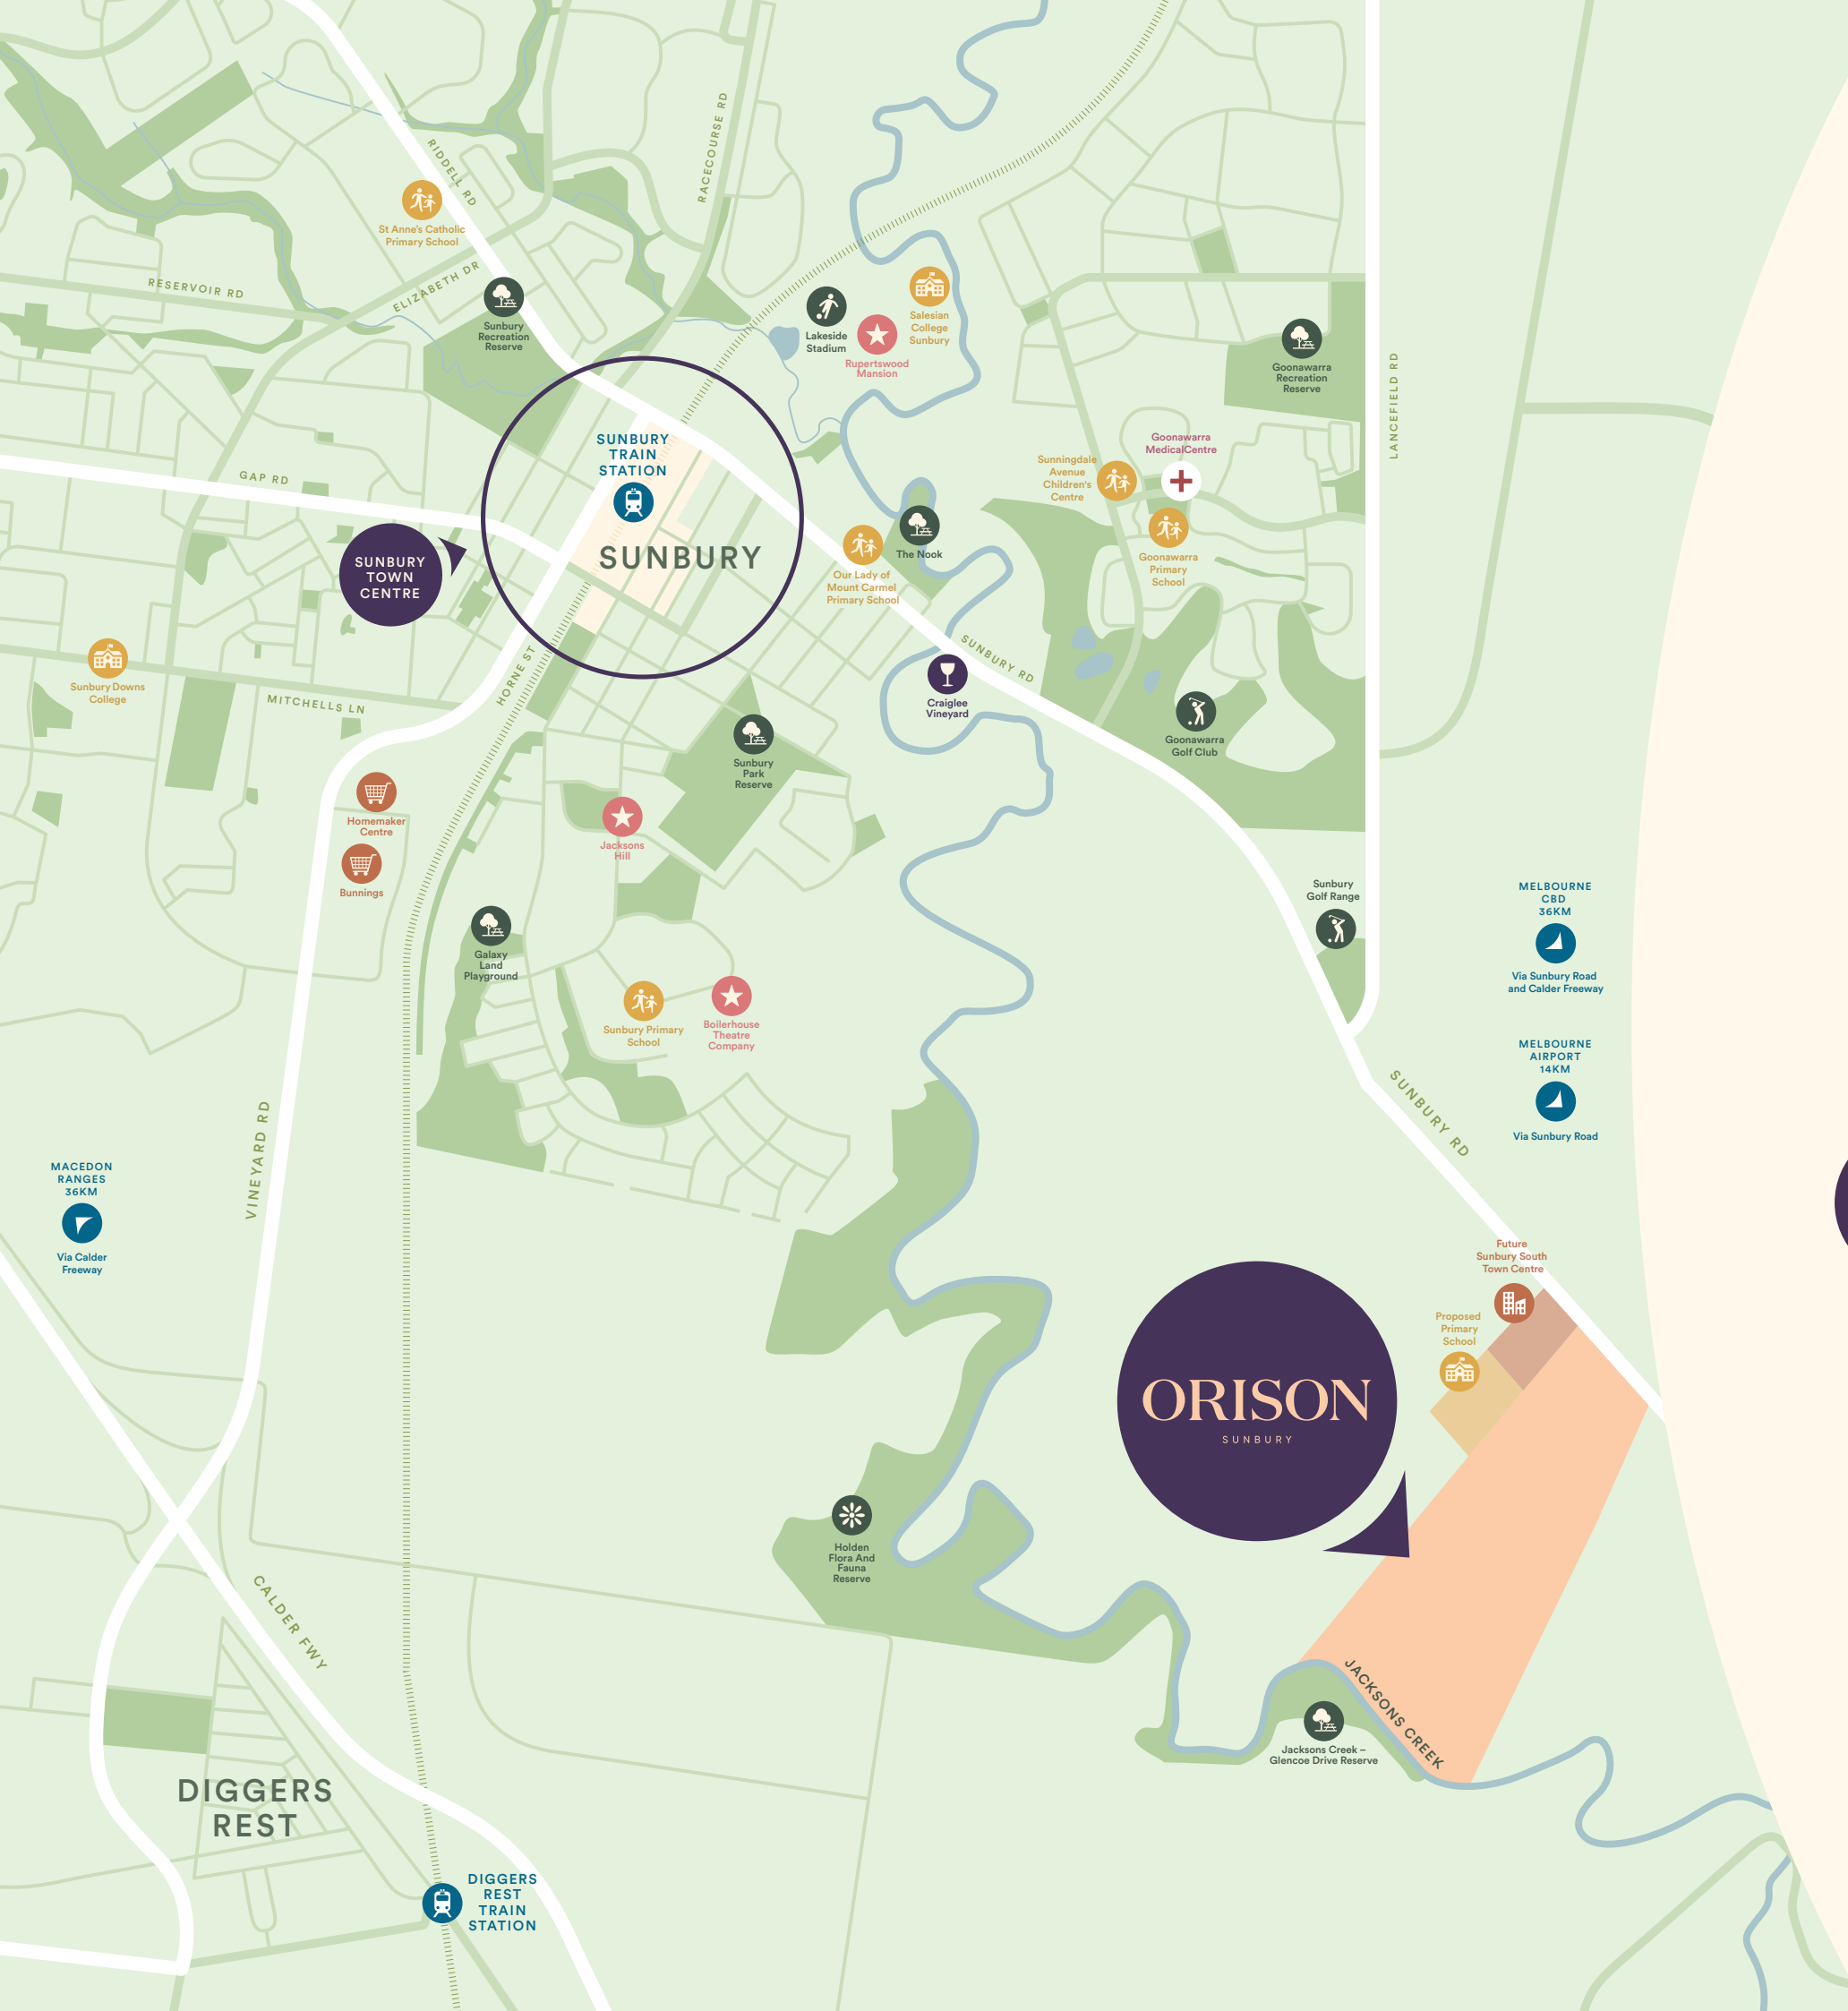 RACECOURSE RD
RIDDELL RD
St Anne's Catholic
Primary School
ELIZABETH DR
RESERVOIR RD
Sunbury
Recreation
Reserve
Lakeside
Stadium
Rupertswood
Mansion
Salesian
College
Sunbury
Goonawarra
Recreation
Reserve
LANCEFIELD RD
SUNBURY
TRAIN
STATION
SUNBURY
GAP RD
SUNBURY
TOWN
CENTRE
Goonawarra
MedicalCentre
Sunningdale
Avenue
Children's
Centre
Goonawarra
Primary
School
The Nook
Our Lady of
Mount Carmel
Primary School
SUNBURY RD
Craiglee
Vineyard
Goonawarra
Golf Club
HORNE ST
Sunbury Downs
College
MITCHELLS LN
Sunbury
Park
Reserve
Homemaker
Centre
Bunnings
Jacksons
Hill
Galaxy
Land
Playground
Sunbury Primary
School
Boilerhouse
Theatre
Company
Sunbury
Golf Range
MELBOURNE
CBD
36KM
Via Sunbury Road
and Calder Freeway
MELBOURNE
AIRPORT
14KM
Via Sunbury Road
SUNBURY RD
VINEYARD RD
MACEDON
RANGES
36KM
Via Calder
Freeway
Future
Sunbury South
Town Centre
Proposed
Primary
School
ORISON
SUNBURY
Holden
Flora And
Fauna
Reserve
CALDER FWY
JACKSONS CREEK
Jacksons Creek –
Glencoe Drive Reserve
DIGGERS
REST
DIGGERS
REST
TRAIN
STATION